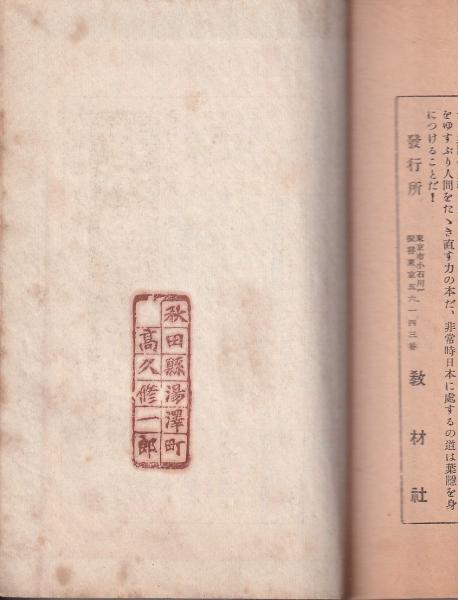 をゆすぶり人間をたゝき直す力の本だ、非常時日本に處するの道は葉隱を身
につけることだ！
發行所
東京市小石川
振替東京五六一四三番
敎材社
秋田縣湯澤町
高久修一郎